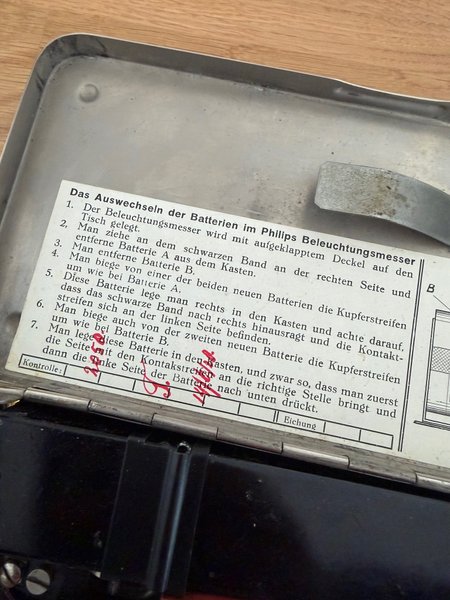 Das Auswechseln der Batterien im Philips Beleuchtungsmesser
1. Der Beleuchtungsmesser wird mit aufgeklapptem Deckel auf den
Tisch gelegt.
2. Man ziehe an dem schwarzen Band an der rechten Seite und
entferne Batterie A aus dem Kasten.
3. Man entferne Batterie B.
4. Man biege von einer der beiden neuen Batterien die Kupferstreifen
um wie bei Batterie A.
5. Diese Batterie lege man rechts in den Kasten und achte darauf,
dass das schwarze Band nach rechts hinausragt und die Kontakt-
streifen sich an der linken Seite befinden.
6. Man biege auch von der zweiten neuen Batterie die Kupferstreifen
um wie bei Batterie B.
7. Man lege diese Batterie in den Kasten, und zwar so, dass man zuerst
die Seite mit den Kontakstreifen an die richtige Stelle bringt und
dann die linke Seite der Batterie nach unten drückt.
Kontrolle:
Eichung
B